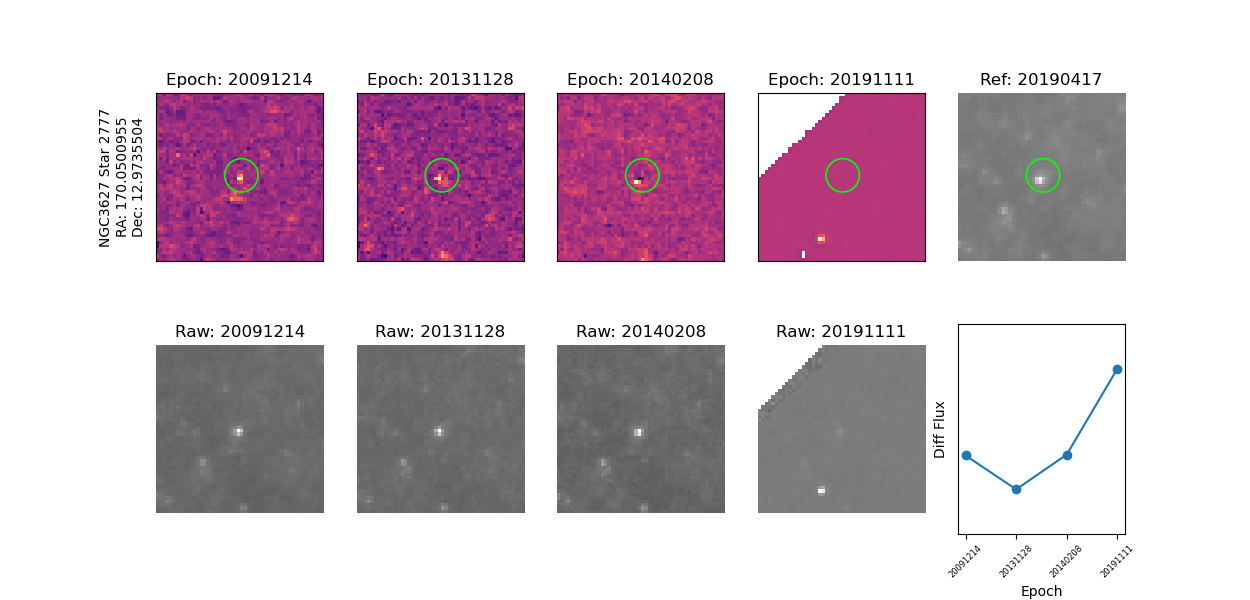 NGC3627 Star 2777
RA: 170.0500955
Dec: 12.9735504
Epoch: 20091214
Epoch: 20131128
Epoch: 20140208
Epoch: 20191111
Ref: 20190417
Raw: 20091214
Raw: 20131128
Raw: 20140208
Raw: 20191111
Diff Flux
20091214
20131128
20140208
20191111
Epoch